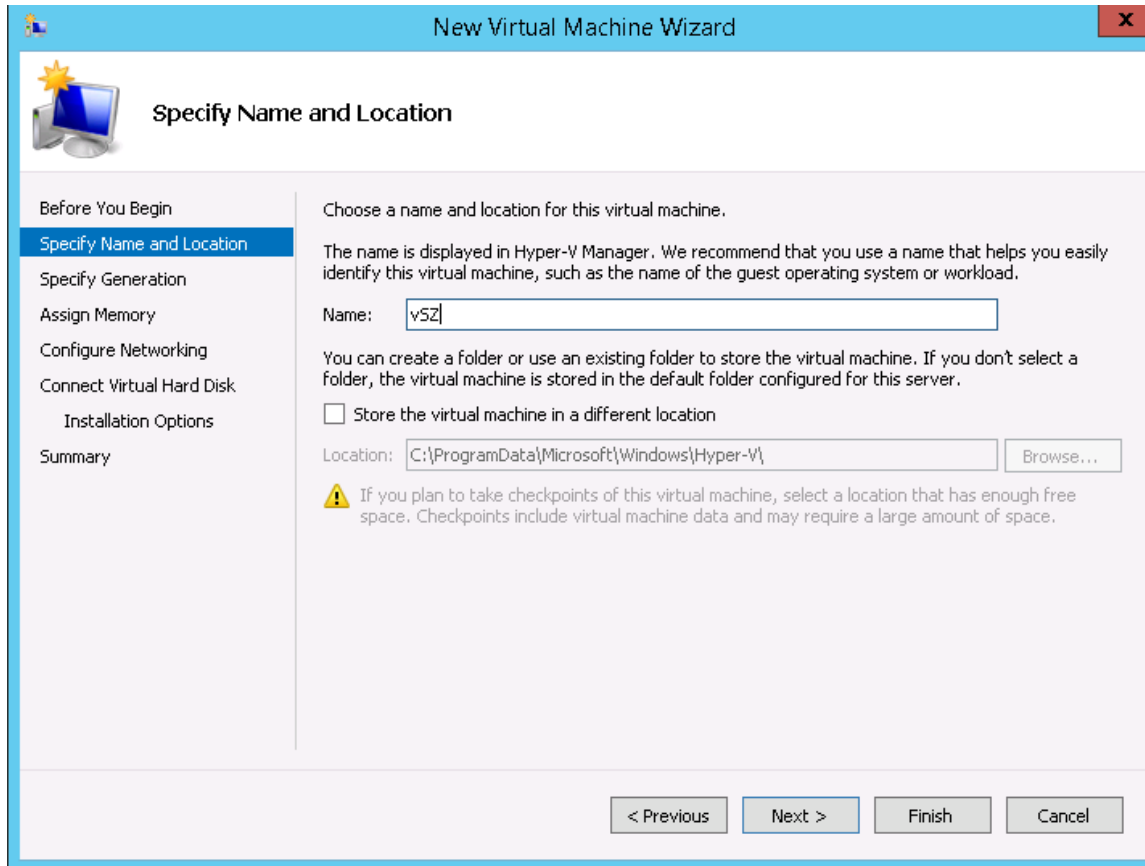 New Virtual Machine Wizard
x
Specify Name and Location
Before You Begin
Specify Name and Location
Specify Generation
Assign Memory
Configure Networking
Connect Virtual Hard Disk
Installation Options
Summary
Choose a name and location for this virtual machine.
The name is displayed in Hyper-V Manager. We recommend that you use a name that helps you easily
identify this virtual machine, such as the name of the guest operating system or workload.
Name: vSZ
You can create a folder or use an existing folder to store the virtual machine. If you don't select a
folder, the virtual machine is stored in the default folder configured for this server.
Store the virtual machine in a different location
Location: C:\ProgramData\Microsoft\Windows\Hyper-V\ Browse...
If you plan to take checkpoints of this virtual machine, select a location that has enough free
space. Checkpoints include virtual machine data and may require a large amount of space.
< Previous Next > Finish Cancel